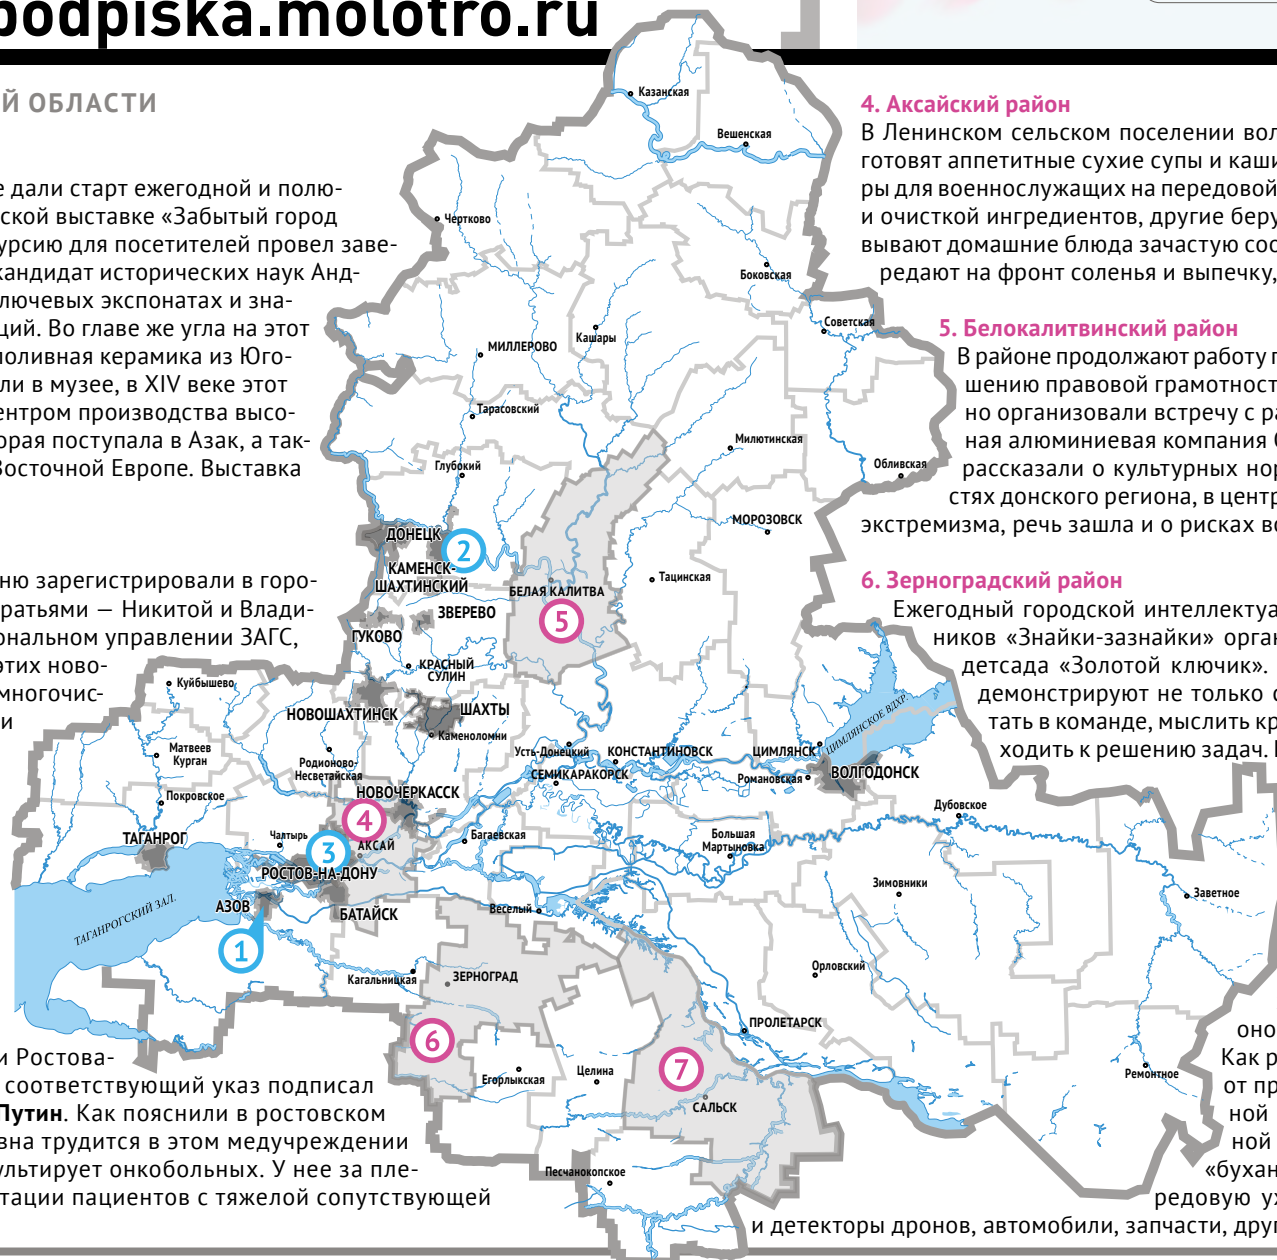 podpiska.molotro.ru
Й ОБЛАСТИ
е дали старт ежегодной и полю-
ской выставке «Забытый город
урсию для посетителей провел заве-
кандидат исторических наук Анд-
лючевых экспонатах и зна-
ций. Во главе же угла на этот
поливная керамика из Юго-
ли в музее, в XIV веке этот
ентром производства высо-
орая поступала в Азак, а так-
Восточной Европе. Выставка
ню зарегистрировали в горо-
ратьями — Никитой и Влади-
ональном управлении ЗАГС,
этих ново-
многочис-
и
и Ростова-
соответствующий указ подписал
Путин. Как пояснили в ростовском
вна трудится в этом медучреждении
ультирует онкобольных. У нее за пле-
тации пациентов с тяжелой сопутствующей
Казанская
Вешенская
Чертково
Боковская
Советская
Кашары
МИЛЛЕРОВО
Тарасовский
Милютинская
Глубокий
Обливская
МОРОЗОВСК
ДОНЕЦК
2
КАМЕНСК-
ШАХТИНСКИЙ
Тацинская
БЕЛАЯ КАЛИТВА
5
ЗВЕРЕВО
ГУКОВО
КРАСНЫЙ
СУЛИН
Куйбышево
НОВОШАХТИНСК
ШАХТЫ
Каменоломни
Матвеев
Курган
Родионово-
Несветайская
Усть-Донецкий
КОНСТАНТИНОВСК
ЦИМЛЯНСК
ЦИМЛЯНСКОЕ ВДХР.
СЕМИКАРАКОРСК
Романовская
ВОЛГОДОНСК
Покровское
НОВОЧЕРКАССК
4
Дубовское
ТАГАНРОГ
Чалтырь
АКСАЙ
Багаевская
Большая
Мартыновка
3
РОСТОВ-НА-ДОНУ
Зимовники
Заветное
АЗОВ
БАТАЙСК
Веселый
ТАГАНРОГСКИЙ ЗАЛ.
1
Кагальницкая
ЗЕРНОГРАД
Орловский
ПРОЛЕТАРСК
6
Егорлыкская
Целина
7
САЛЬСК
Ремонтное
Песчанокопское
4. Аксайский район
В Ленинском сельском поселении вол
готовят аппетитные сухие супы и каши
ры для военнослужащих на передовой
и очисткой ингредиентов, другие беру
вывают домашние блюда зачастую соо
редают на фронт соленья и выпечку,
5. Белокалитвинский район
В районе продолжают работу п
шению правовой грамотност
но организовали встречу с ра
ная алюминиевая компания
рассказали о культурных нор
стях донского региона, в центр
экстремизма, речь зашла и о рисках во
6. Зерноградский район
Ежегодный городской интеллектуа
ников «Знайки-зазнайки» орган
детсада «Золотой ключик».
демонстрируют не только
тать в команде, мыслить кр
ходить к решению задач.
оно
Как р
от пр
ной
ной
«бухан
редовую ух
и детекторы дронов, автомобили, запчасти, друг